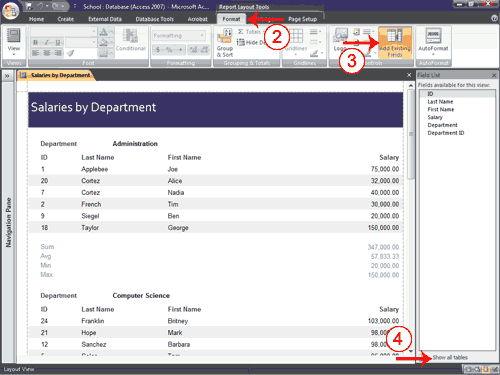 School : Database (Access 2007) - Microsoft Ac...
Report Layout Tools
Home
Create
External Data
Database Tools
Acrobat
Format
Page Setup
2
View
Views
Font
Conditional
Formatting
Formatting
Group & Sort
Totals
Hide De
Grouping & Totals
Gridlines
Gridlines
Logo
3
Add Existing Fields
AutoFormat
AutoFormat
Salaries by Department
Field List
Fields available for this view:
ID
Last Name
First Name
Salary
Department
Department ID
Salaries by Department
Department Administration
ID Last Name First Name Salary
1 Applebee Joe 75,000.00
20 Cortez Alice 32,000.00
7 Cortez Nadia 40,000.00
2 French Tim 30,000.00
9 Siegel Ben 20,000.00
18 Taylor George 150,000.00
Sum 347,000.00
Avg 57,833.33
Min 20,000.00
Max 150,000.00
Department Computer Science
ID Last Name First Name Salary
24 Franklin Britney 103,000.00
21 Hope Mark 98,000
12 Sanchez Barbara 98,000
Navigation Pane
4
Show all tables
Layout View